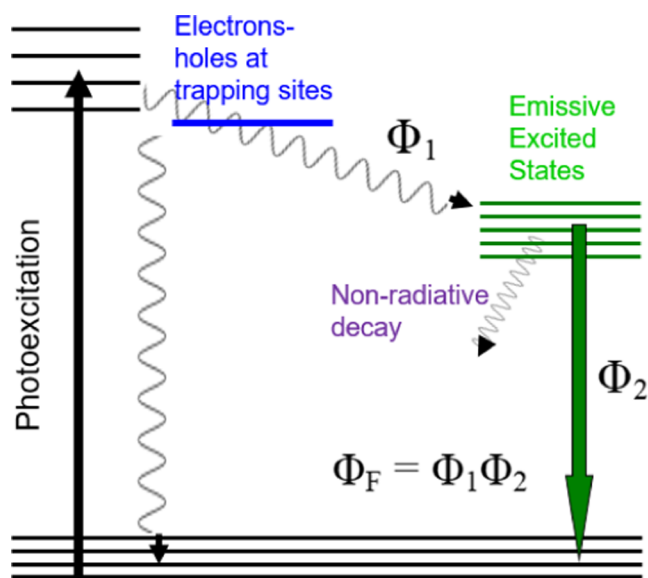 Electrons-
holes at
trapping sites
Emissive
Excited
States
Φ1
Photoexcitation
Non-radiative
decay
Φ2
ΦF = Φ1Φ2